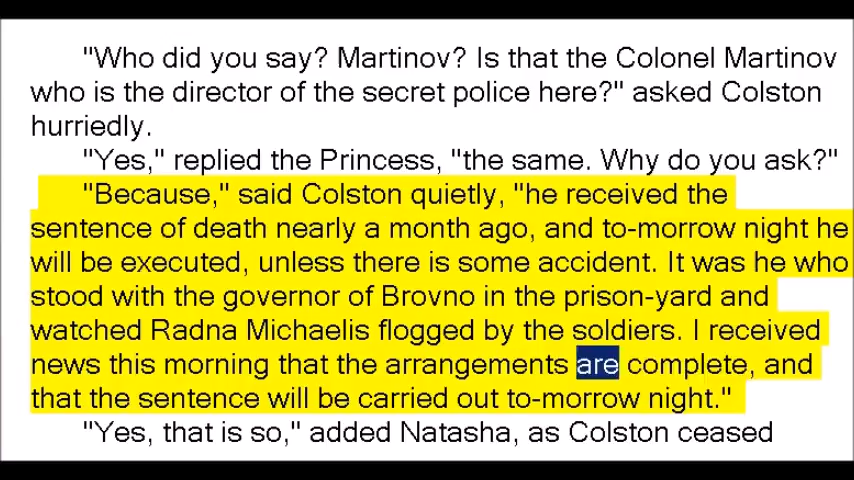 "Who did you say? Martinov? Is that the Colonel Martinov
who is the director of the secret police here?" asked Colston
hurriedly.
"Yes," replied the Princess, "the same. Why do you ask?"
"Because," said Colston quietly, "he received the
sentence of death nearly a month ago, and to-morrow night he
will be executed, unless there is some accident. It was he who
stood with the governor of Brovno in the prison-yard and
watched Radna Michaelis flogged by the soldiers. I received
news this morning that the arrangements are complete, and
that the sentence will be carried out to-morrow night."
"Yes, that is so," added Natasha, as Colston ceased